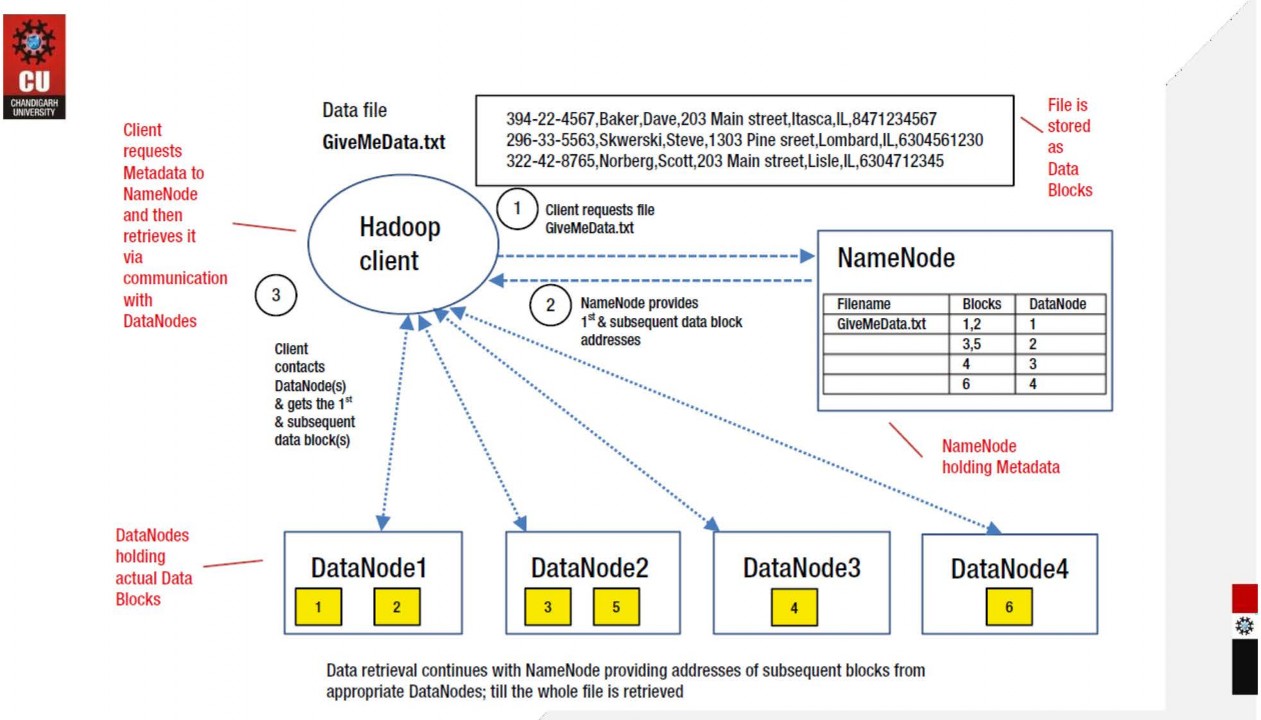 CU
CHANDIGARH
UNIVERSITY
Data file
GiveMeData.txt
394-22-4567,Baker,Dave,203 Main street,Itasca,IL,8471234567
296-33-5563,Skwerski,Steve,1303 Pine sreet,Lombard,IL,6304561230
322-42-8765,Norberg,Scott,203 Main street,Lisle,IL,6304712345
File is
stored
as
Data
Blocks
Client
requests
Metadata to
NameNode
and then
retrieves it
via
communication
with
DataNodes
Hadoop
client
1
Client requests file
GiveMeData.txt
2
NameNode provides
1st & subsequent data block
addresses
NameNode
Filename Blocks DataNode
GiveMeData.txt 1,2 1
3,5 2
4 3
6 4
NameNode
holding Metadata
3
Client
contacts
DataNode(s)
& gets the 1st
& subsequent
data block(s)
DataNodes
holding
actual Data
Blocks
DataNode1
1 2
DataNode2
3 5
DataNode3
4
DataNode4
6
Data retrieval continues with NameNode providing addresses of subsequent blocks from
appropriate DataNodes; till the whole file is retrieved